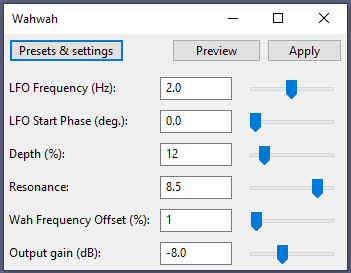 Wahwah
Presets & settings Preview Apply
LFO Frequency (Hz): 2.0
LFO Start Phase (deg.): 0.0
Depth (%): 12
Resonance: 8.5
Wah Frequency Offset (%): 1
Output gain (dB): -8.0